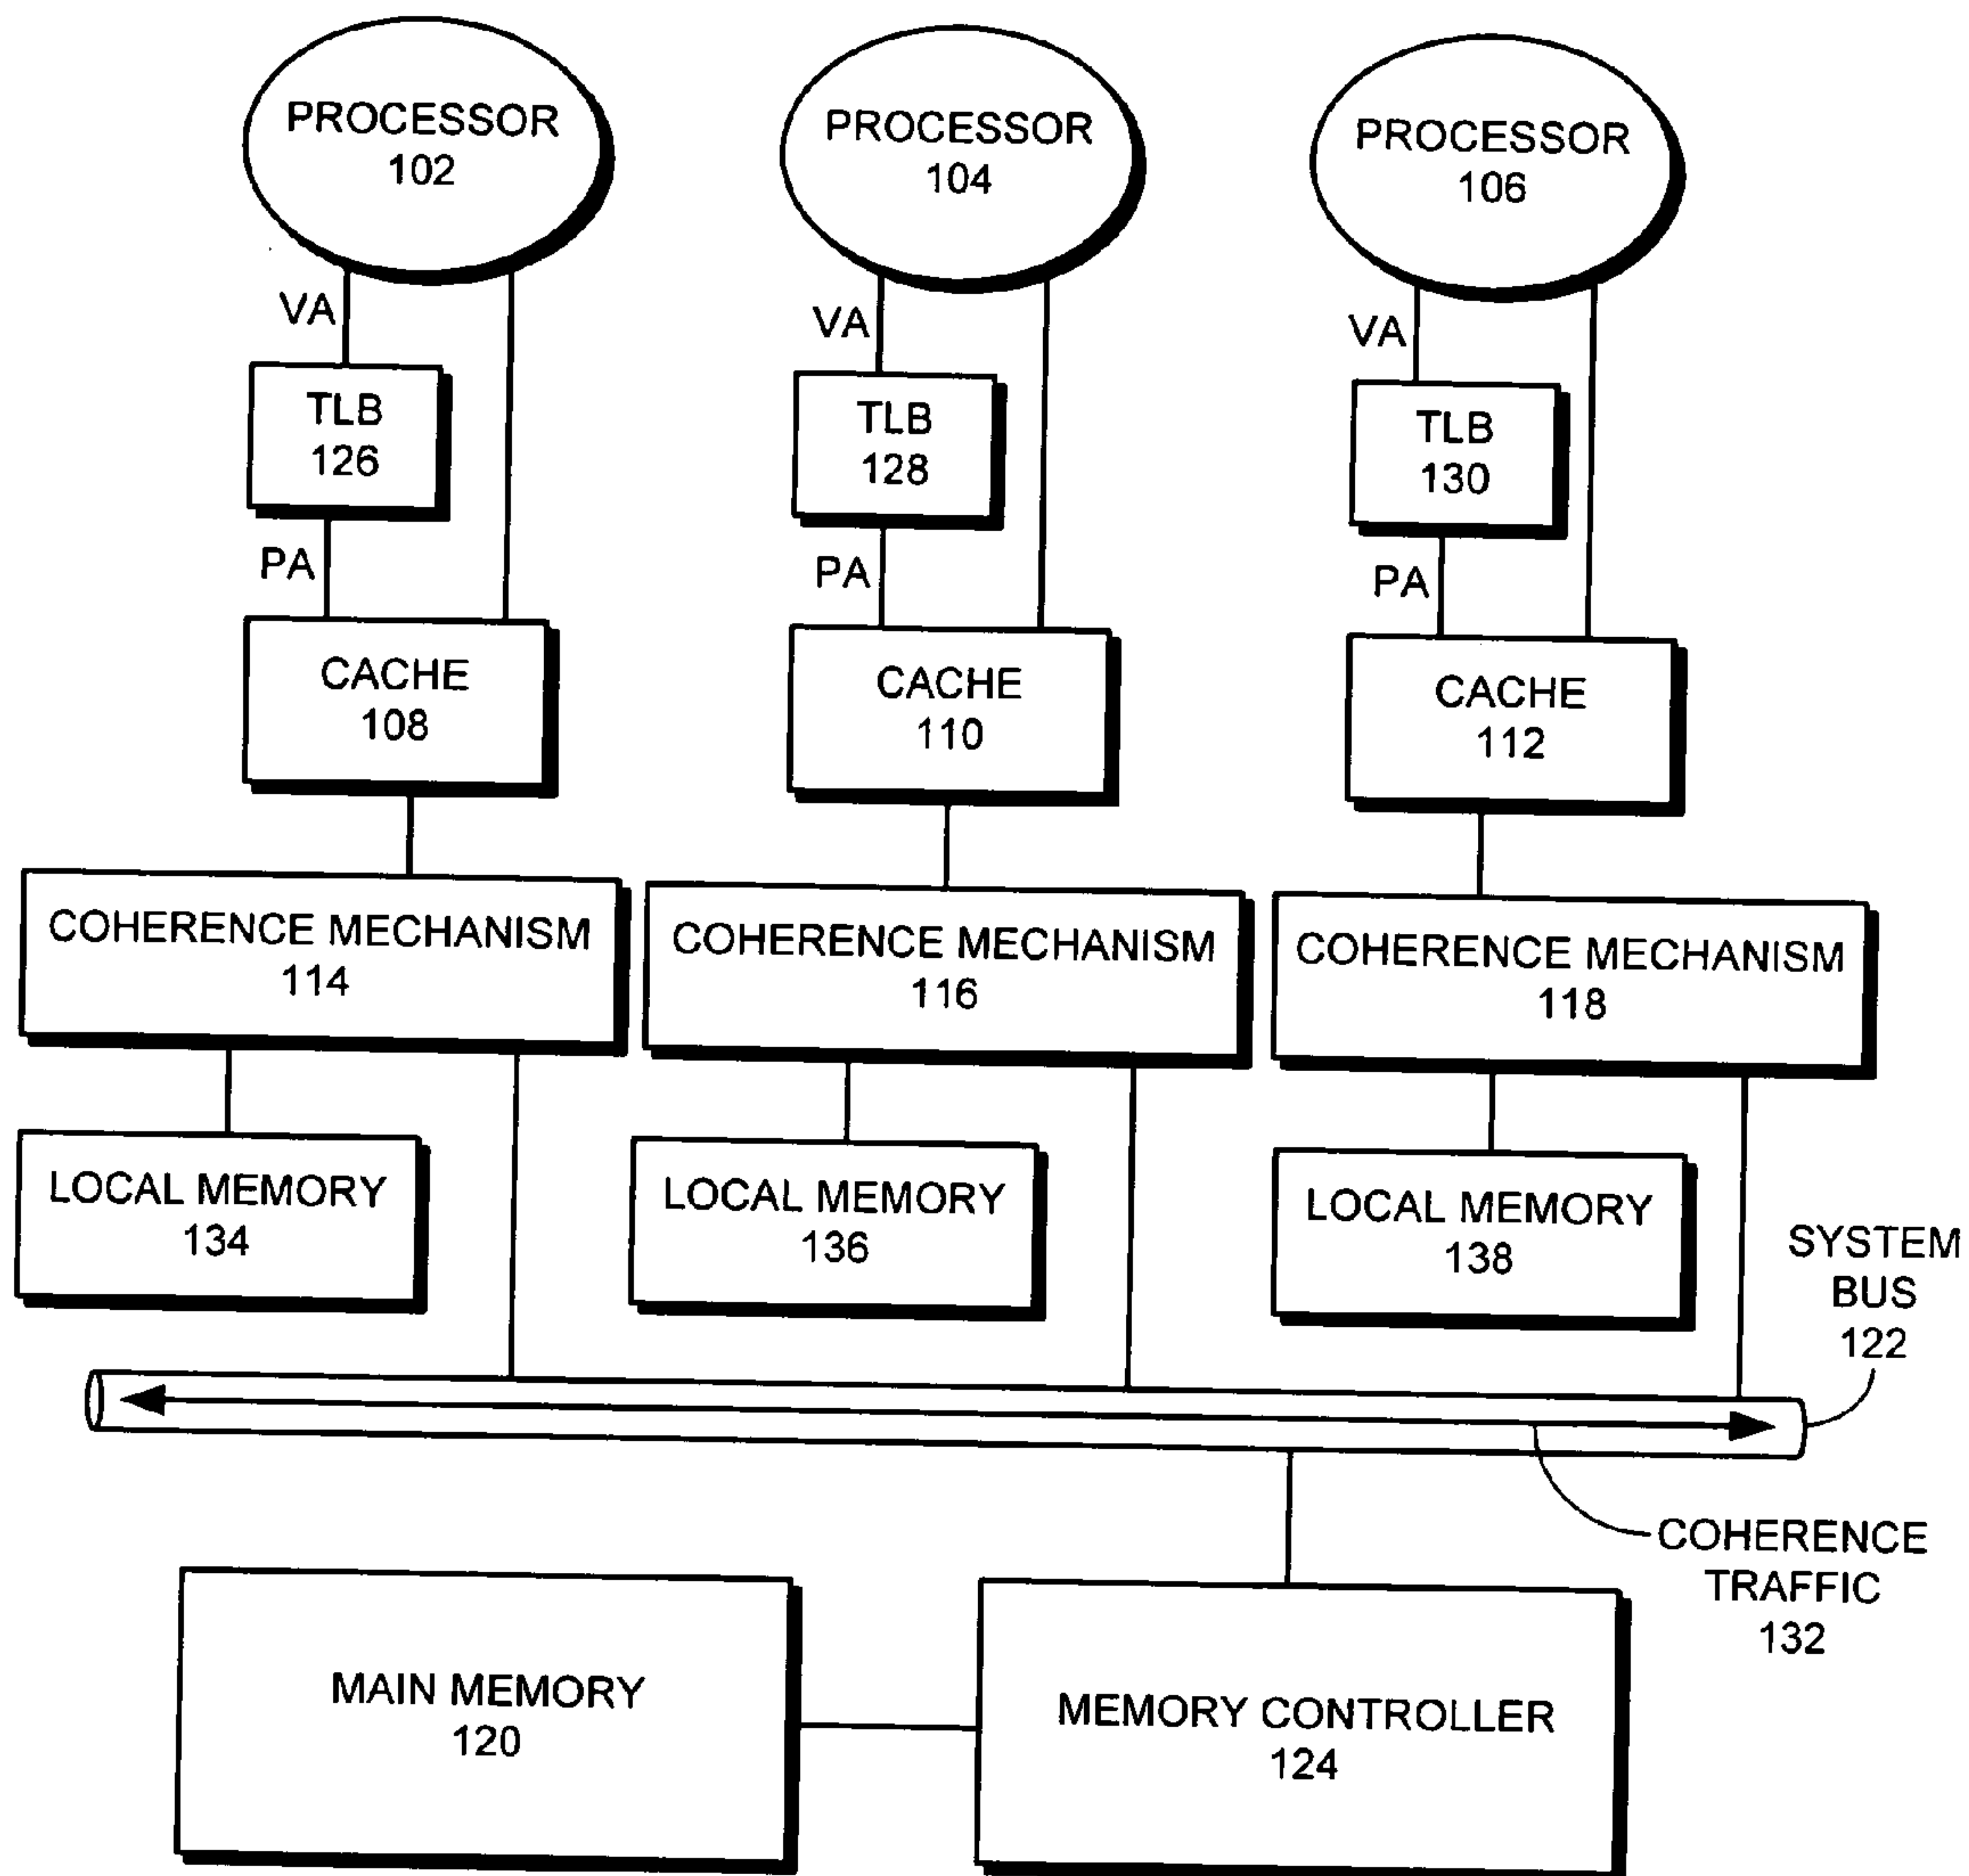 PROCESSOR
102
PROCESSOR
104
PROCESSOR
106
VA
VA
VA
TLB
126
TLB
128
TLB
130
PA
PA
PA
CACHE
108
CACHE
110
CACHE
112
COHERENCE MECHANISM
114
COHERENCE MECHANISM
116
COHERENCE MECHANISM
118
LOCAL MEMORY
134
LOCAL MEMORY
136
LOCAL MEMORY
138
SYSTEM
BUS
122
COHERENCE
TRAFFIC
132
MAIN MEMORY
120
MEMORY CONTROLLER
124